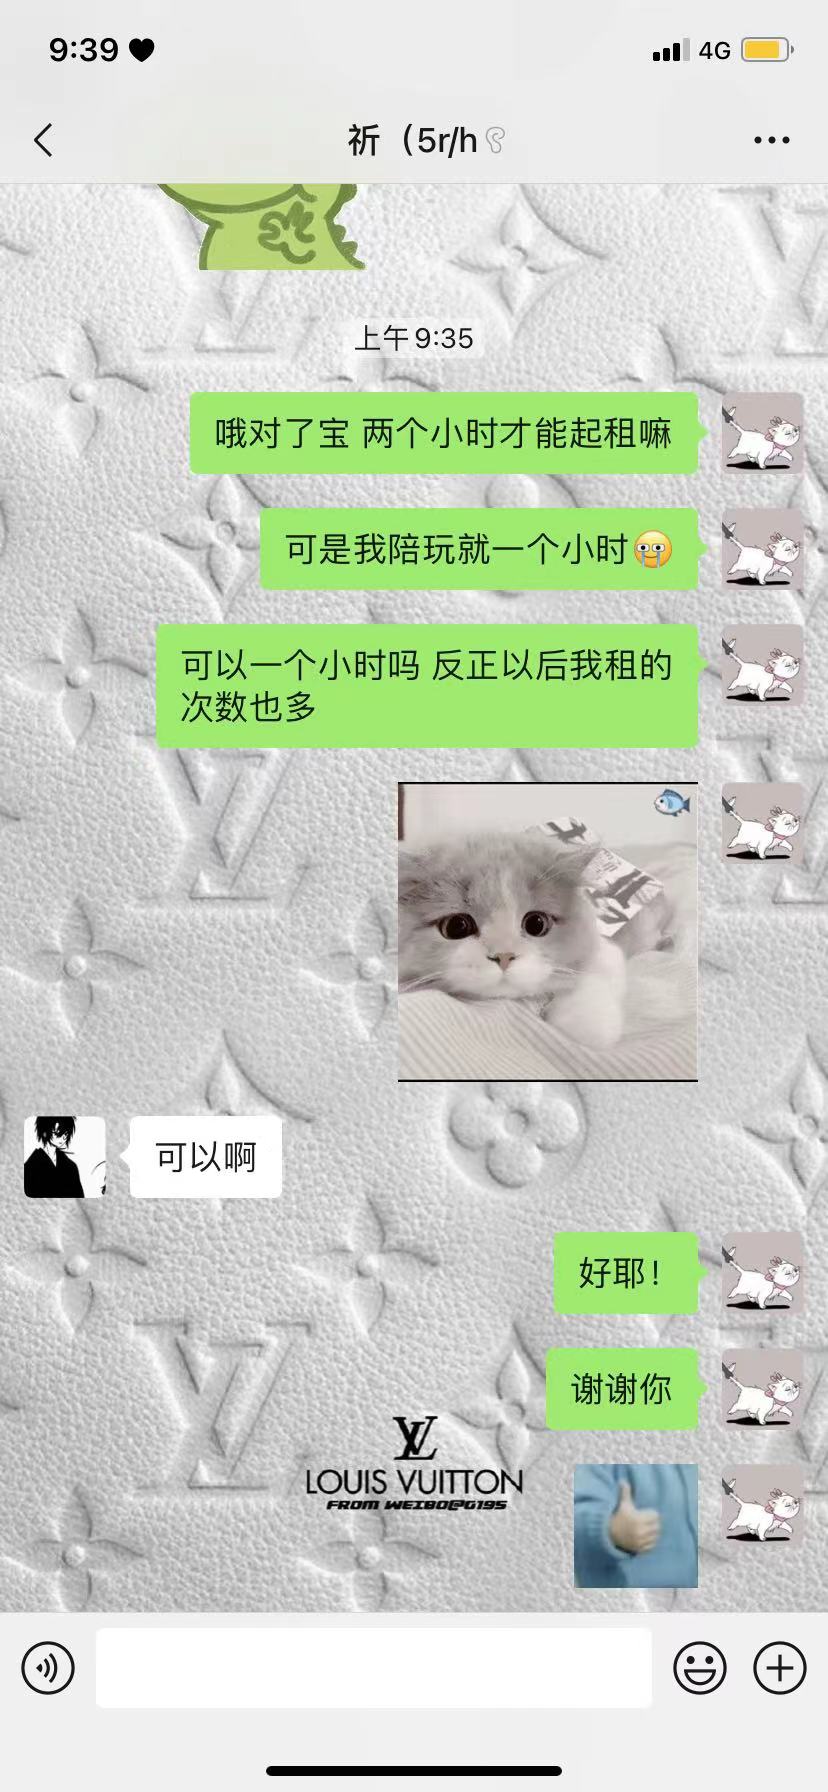 9:39
4G
祈（5r/h
上午9:35
哦对了宝 两个小时才能起租嘛
可是我陪玩就一个小时😭
可以一个小时吗 反正以后我租的
次数也多
可以啊
好耶！
谢谢你
LV
LOUIS VUITTON
FROM WEIBO@G195